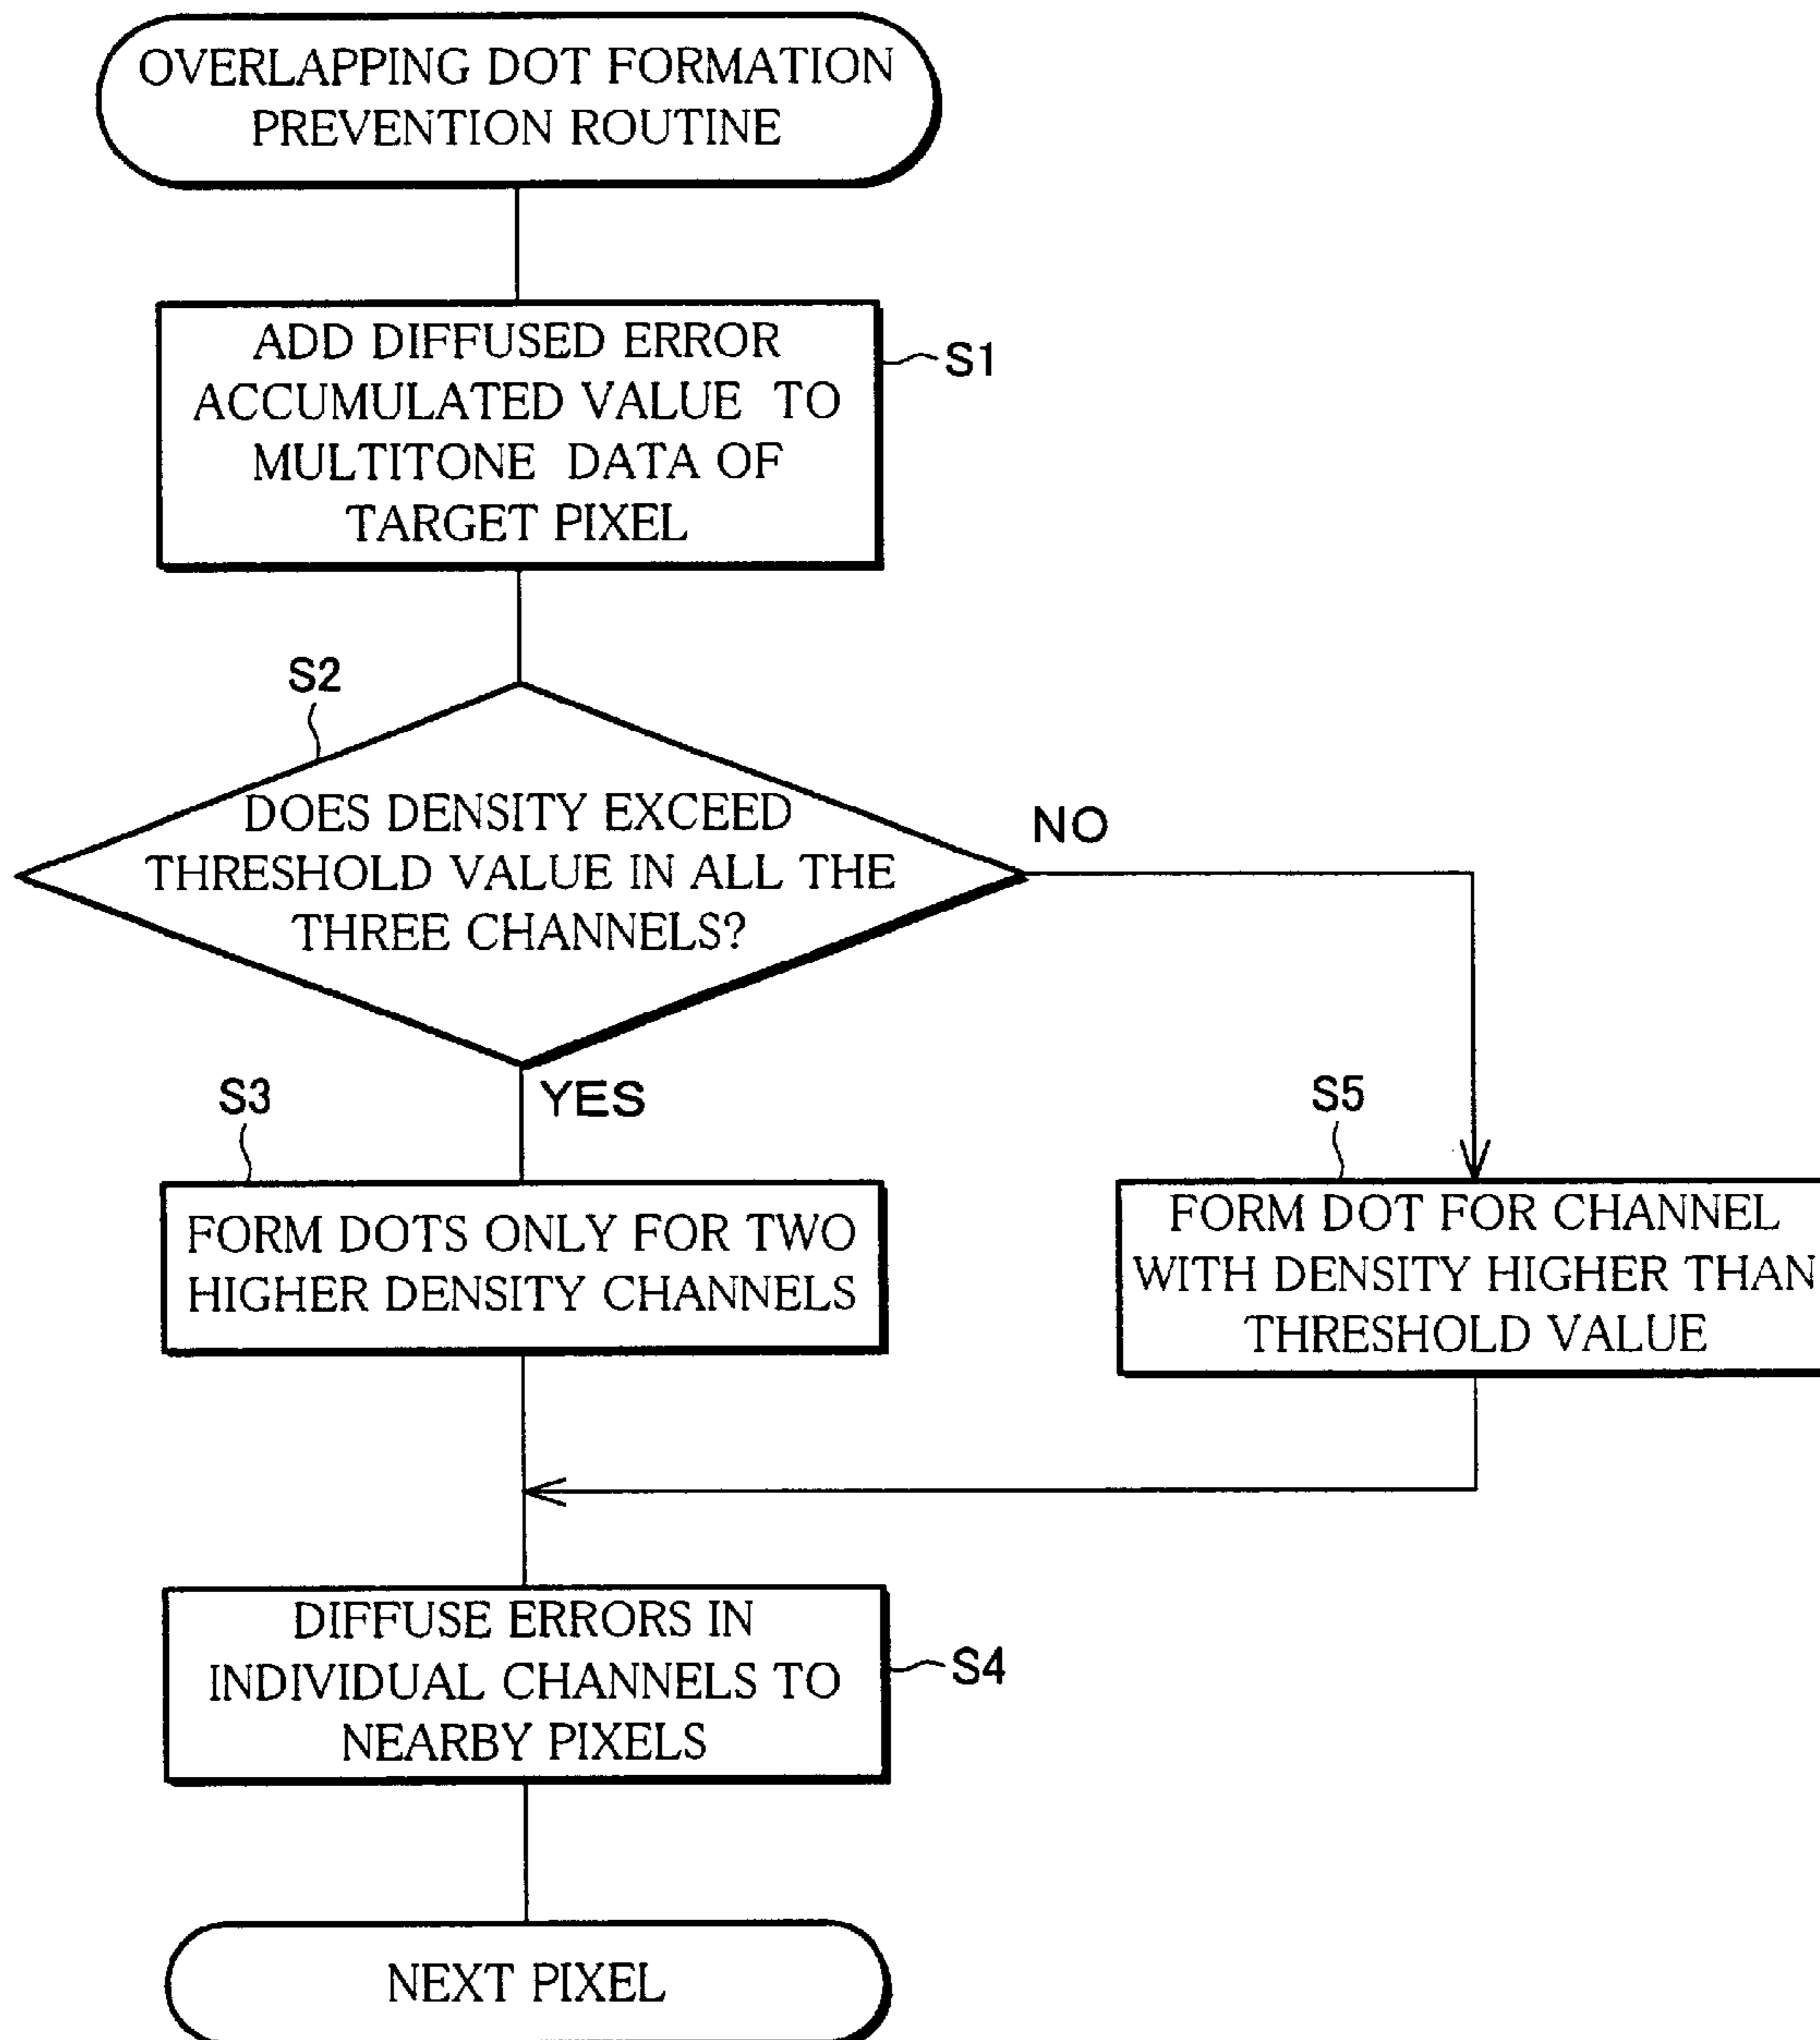 OVERLAPPING DOT FORMATION
PREVENTION ROUTINE
ADD DIFFUSED ERROR
ACCUMULATED VALUE TO
MULTITONE DATA OF
TARGET PIXEL
S1
S2
DOES DENSITY EXCEED
THRESHOLD VALUE IN ALL THE
THREE CHANNELS?
NO
YES
S3
FORM DOTS ONLY FOR TWO
HIGHER DENSITY CHANNELS
S5
FORM DOT FOR CHANNEL
WITH DENSITY HIGHER THAN
THRESHOLD VALUE
DIFFUSE ERRORS IN
INDIVIDUAL CHANNELS TO
NEARBY PIXELS
S4
NEXT PIXEL